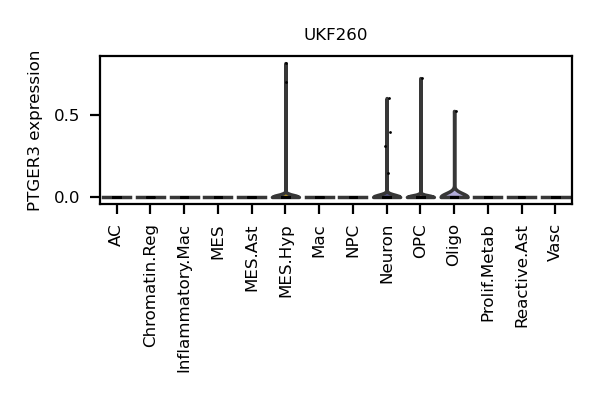 UKF260
PTGER3 expression
0.5
0.0
AC
Chromatin.Reg
Inflammatory.Mac
MES
MES.Ast
MES.Hyp
Mac
NPC
Neuron
OPC
Oligo
Prolif.Metab
Reactive.Ast
Vasc